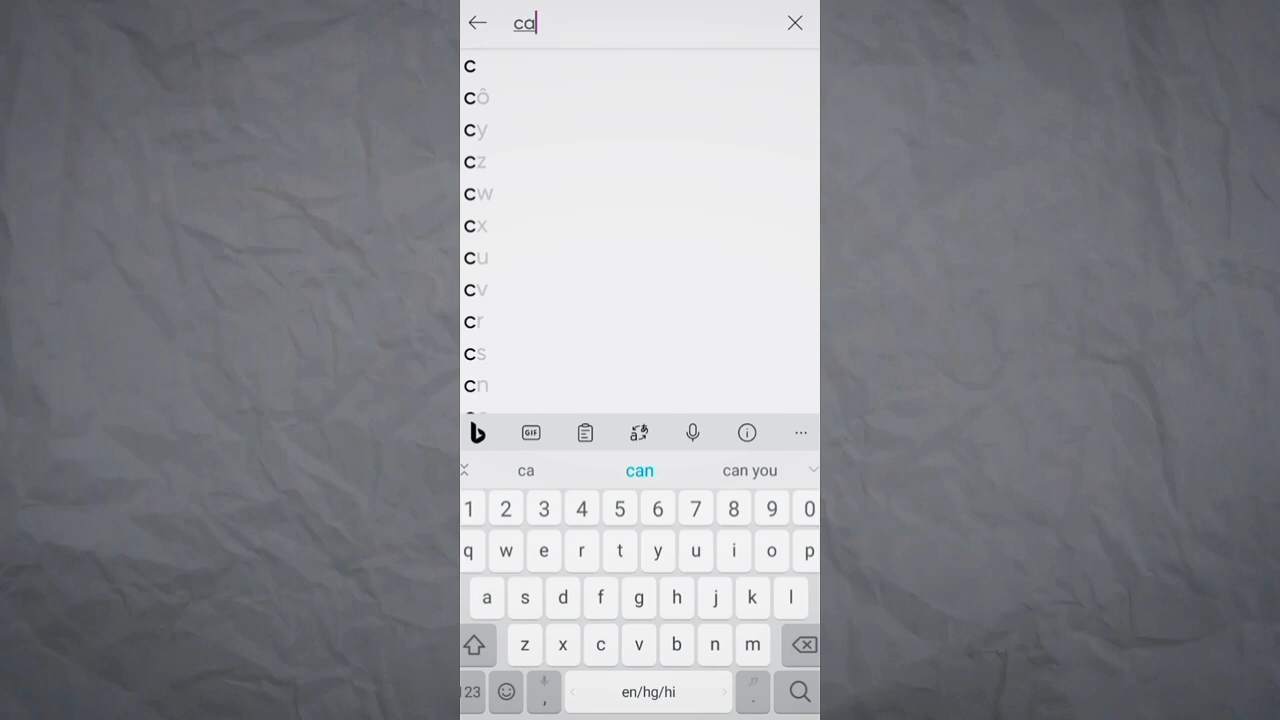 ca
c
cô
cy
cz
cw
cx
cu
cv
cr
cs
cn
GIF
ca can can you
1 2 3 4 5 6 7 8 9 0
q w e r t y u i o p
a s d f g h j k l
z x c v b n m
123 , en/hg/hi .